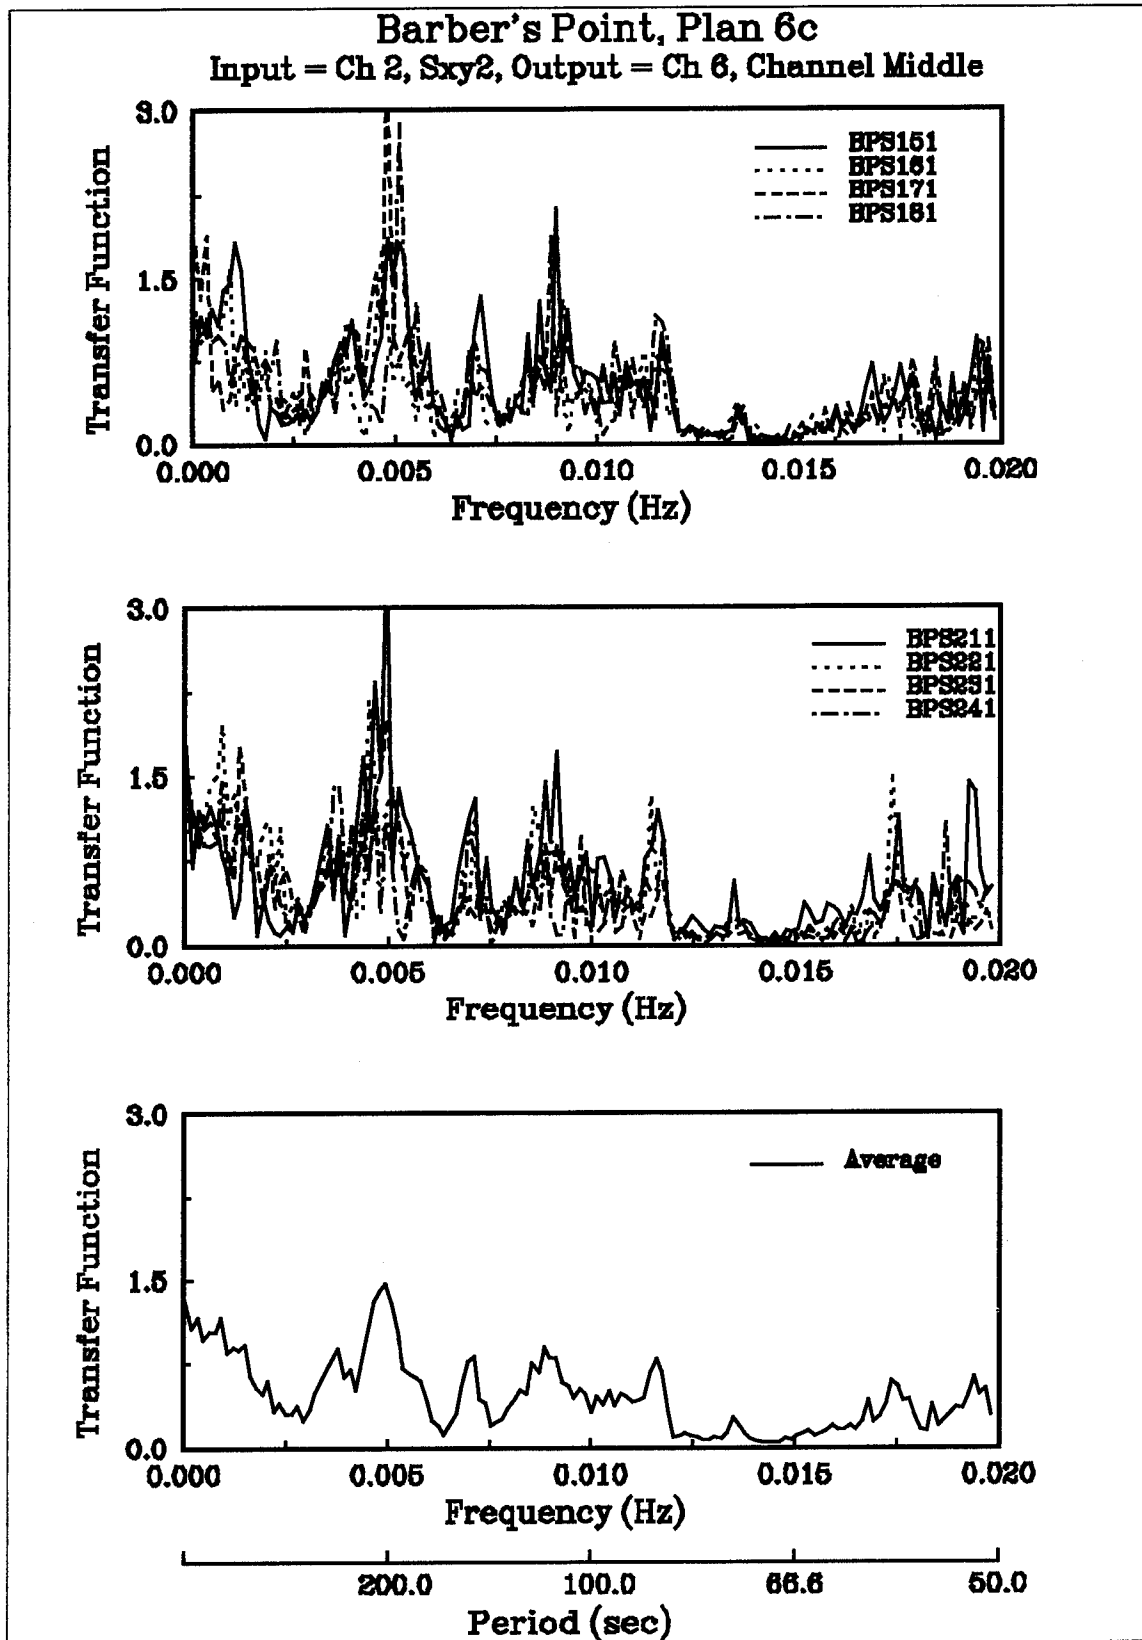 Barber's Point, Plan 6c
Input = Ch 2, Sxy2, Output = Ch 6, Channel Middle
Transfer Function
3.0
1.5
0.0
BPS151
BPS161
BPS171
BPS181
0.000 0.005 0.010 0.015 0.020
Frequency (Hz)
Transfer Function
3.0
1.5
0.0
BPS211
BPS221
BPS231
BPS241
0.000 0.005 0.010 0.015 0.020
Frequency (Hz)
Transfer Function
3.0
1.5
0.0
Average
0.000 0.005 0.010 0.015 0.020
Frequency (Hz)
200.0 100.0 66.6 50.0
Period (sec)